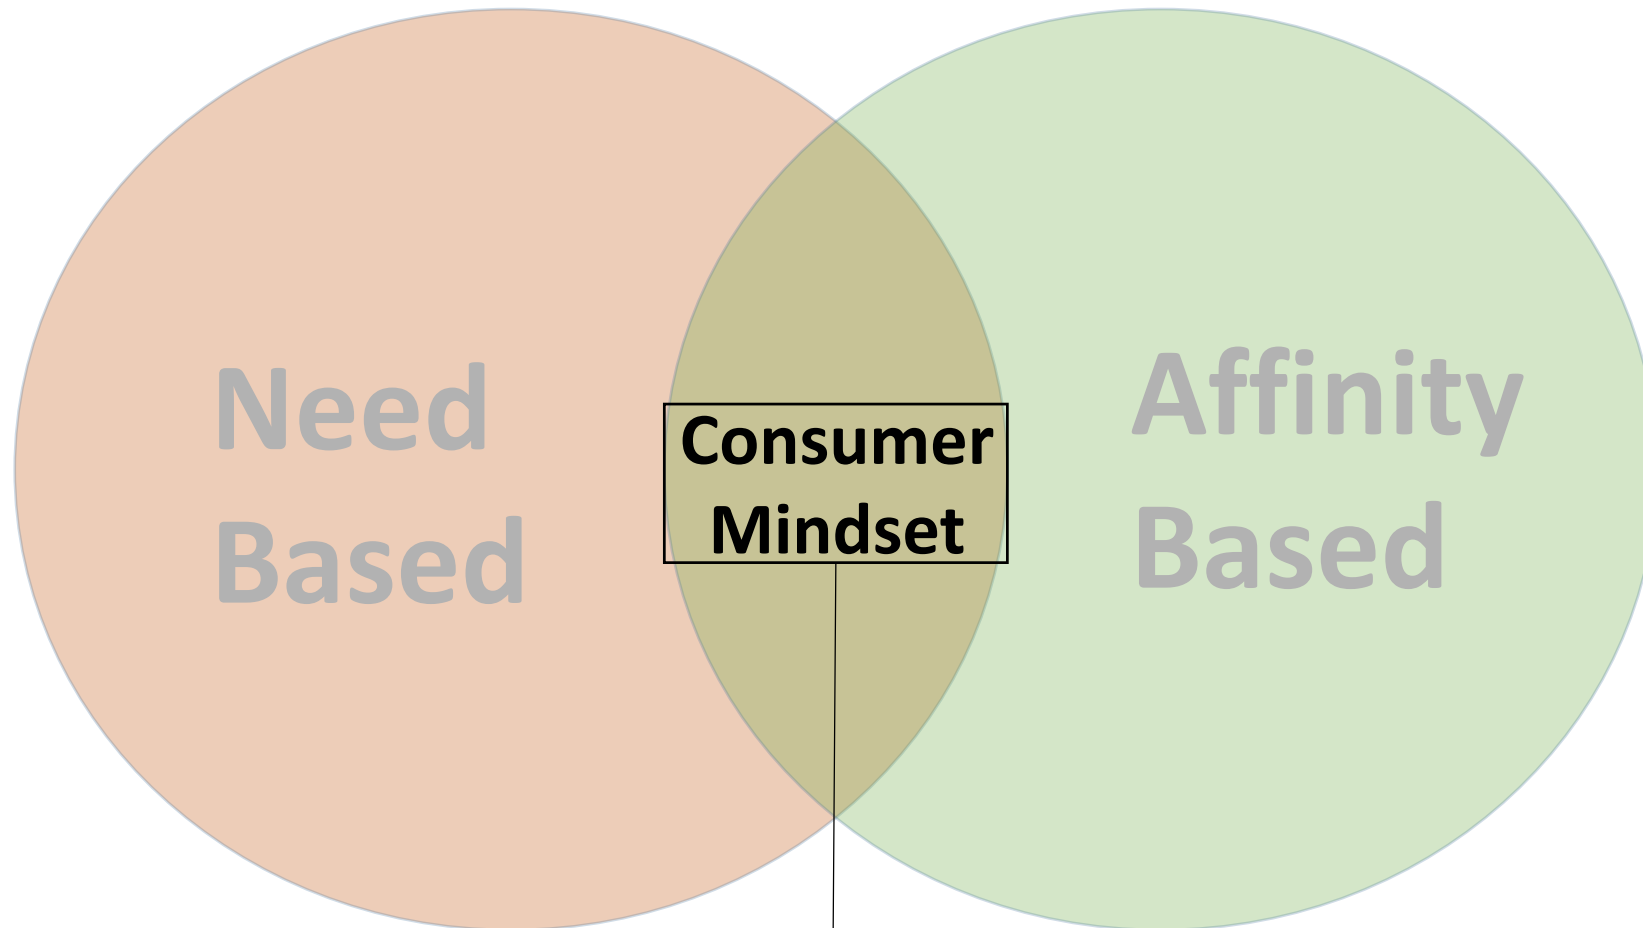 Need
Based
Consumer
Mindset
Affinity
Based